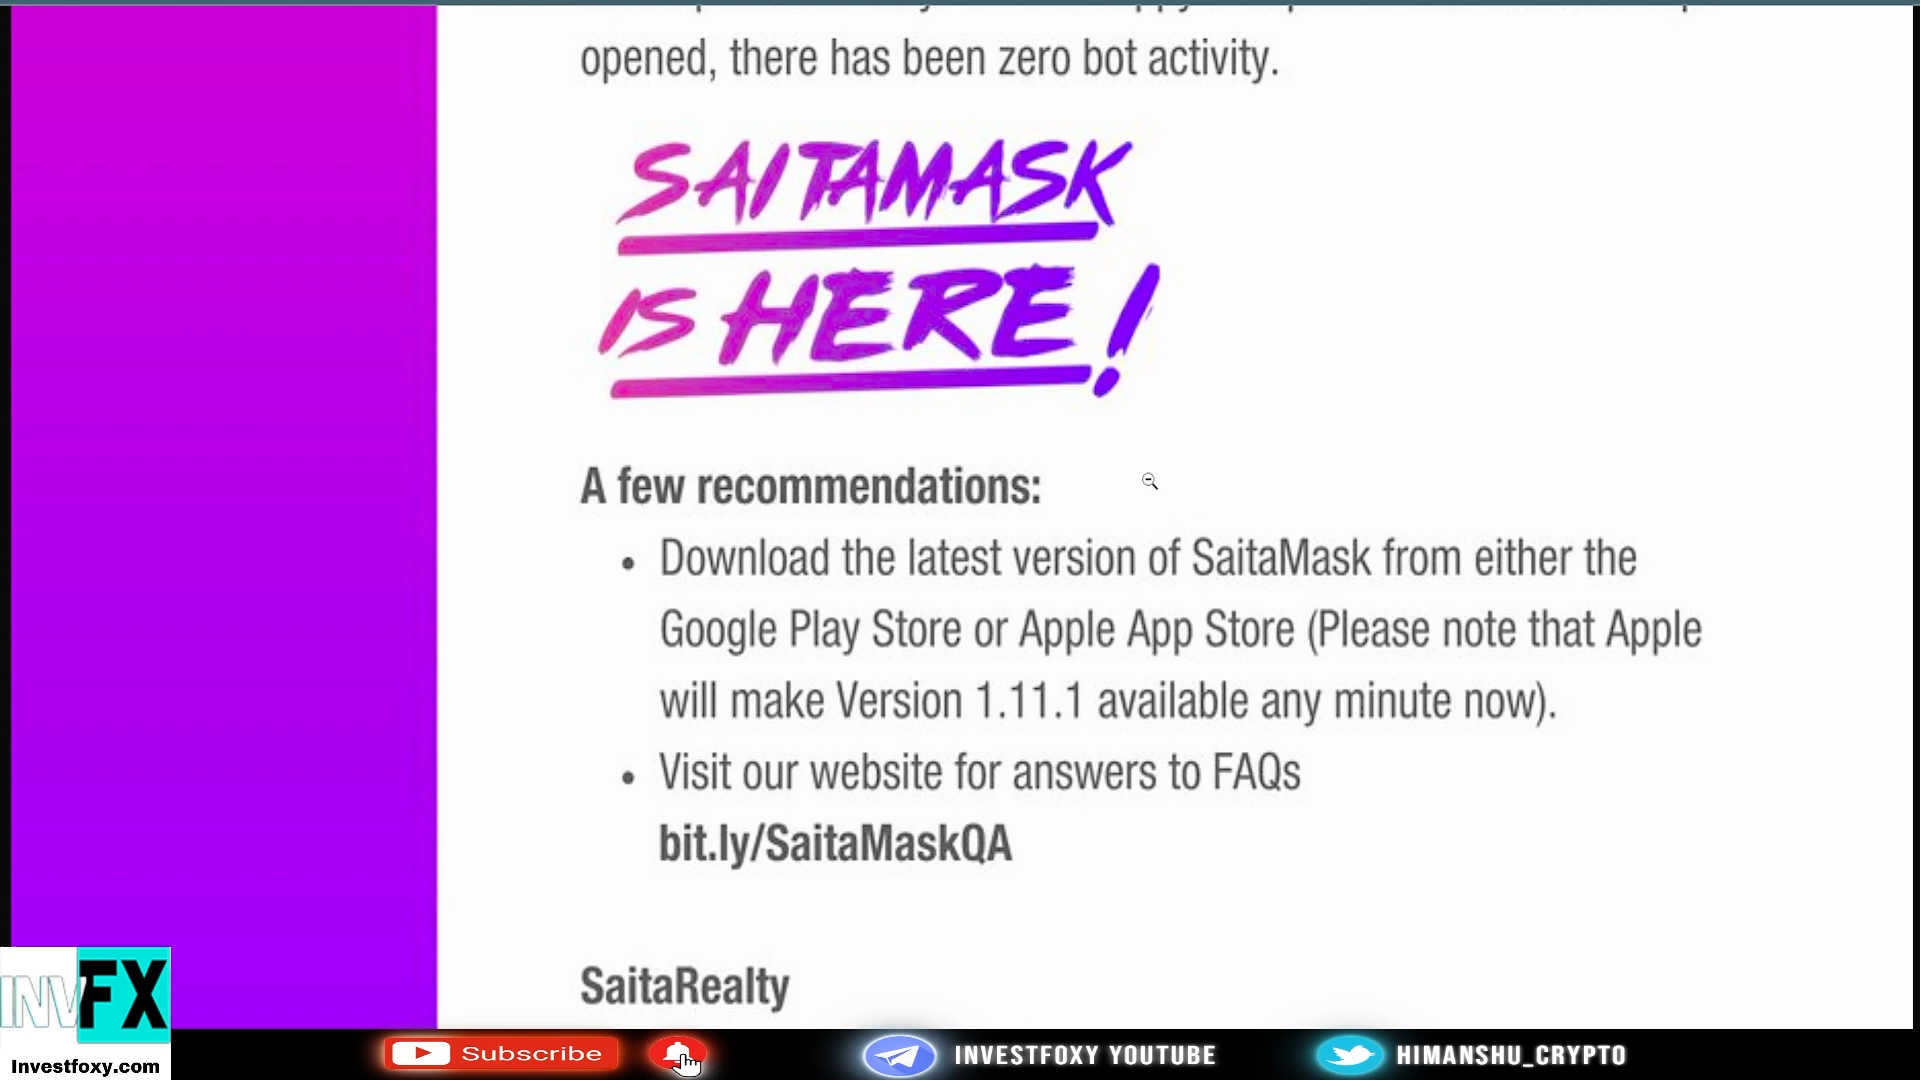 opened, there has been zero bot activity.
SAITAMASK
IS HERE!
A few recommendations:
• Download the latest version of SaitaMask from either the
Google Play Store or Apple App Store (Please note that Apple
will make Version 1.11.1 available any minute now).
• Visit our website for answers to FAQs
bit.ly/SaitaMaskQA
SaitaRealty
INVFX
Investfoxy.com
Subscribe
INVESTFOXY YOUTUBE
HIMANSHU_CRYPTO